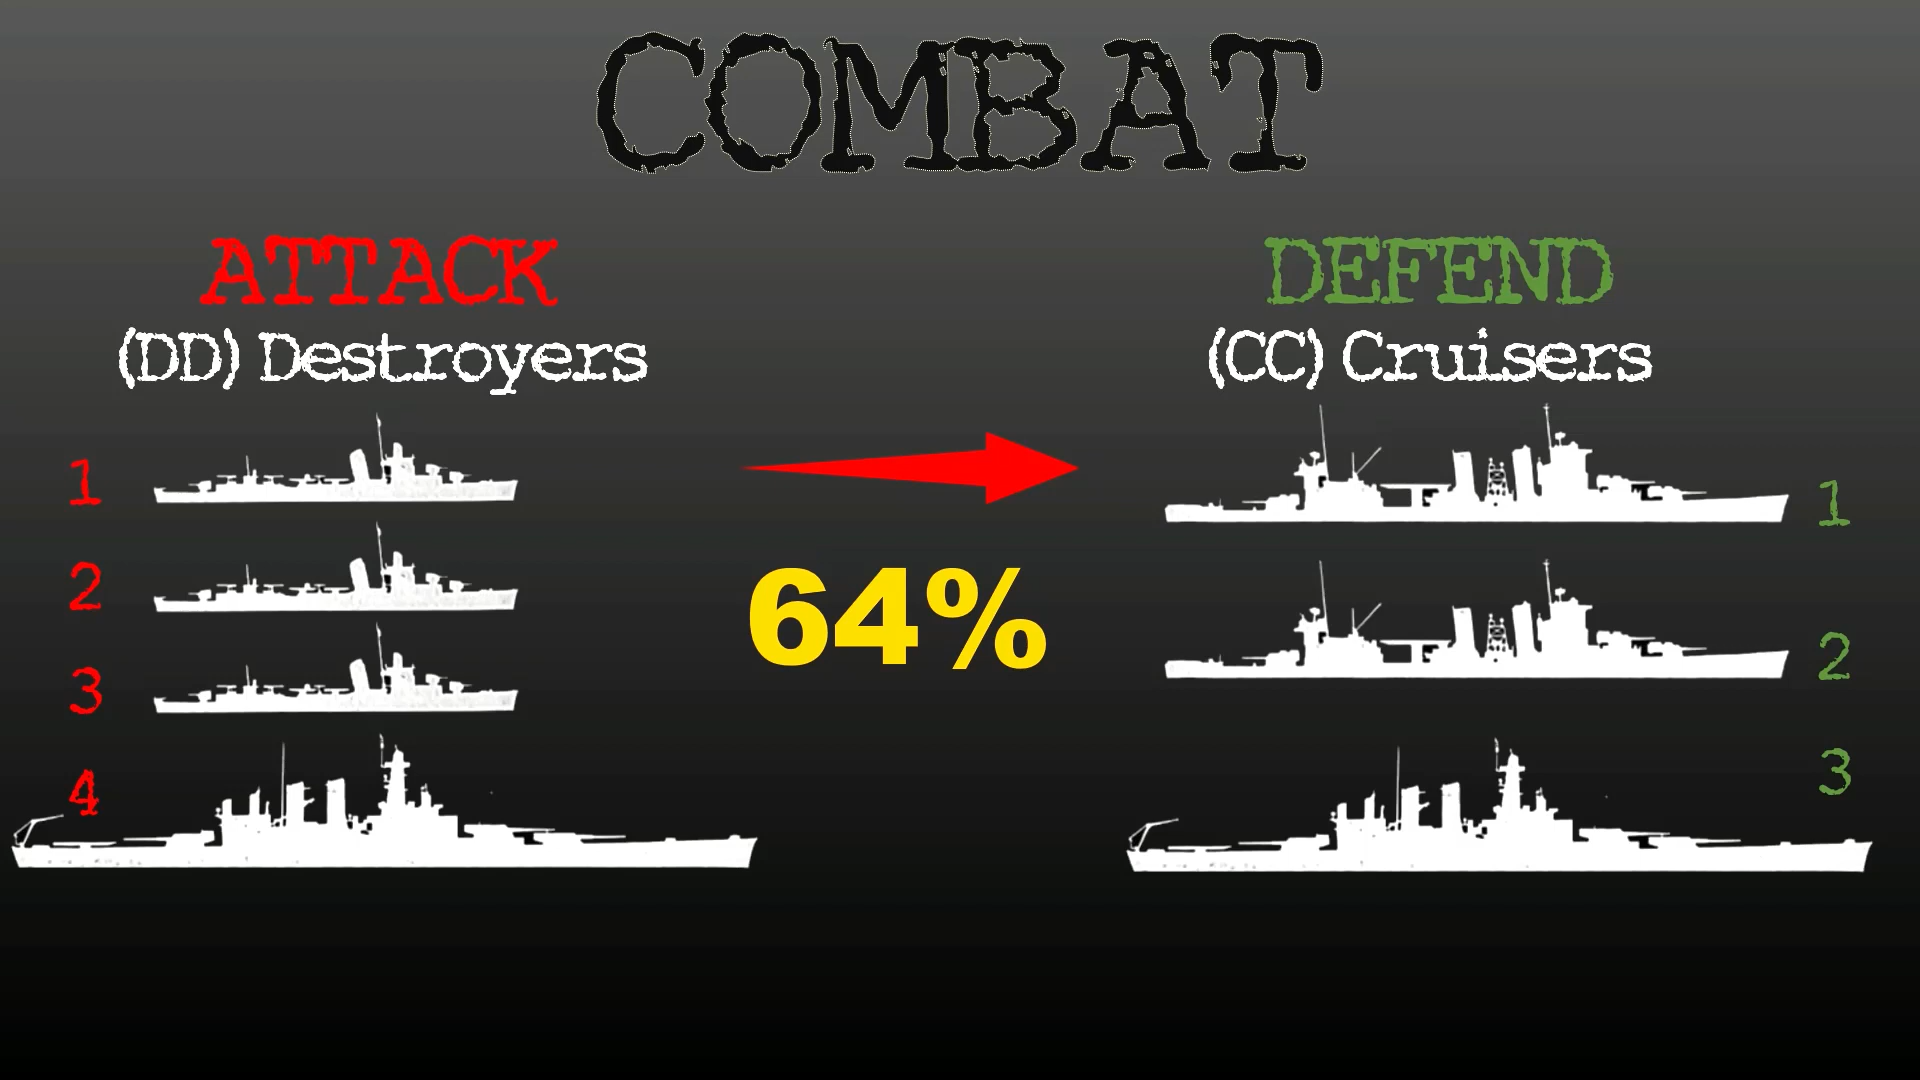 COMBAT
ATTACK
DEFEND
(DD) Destroyers
(CC) Cruisers
1
2
3
4
64%
1
2
3